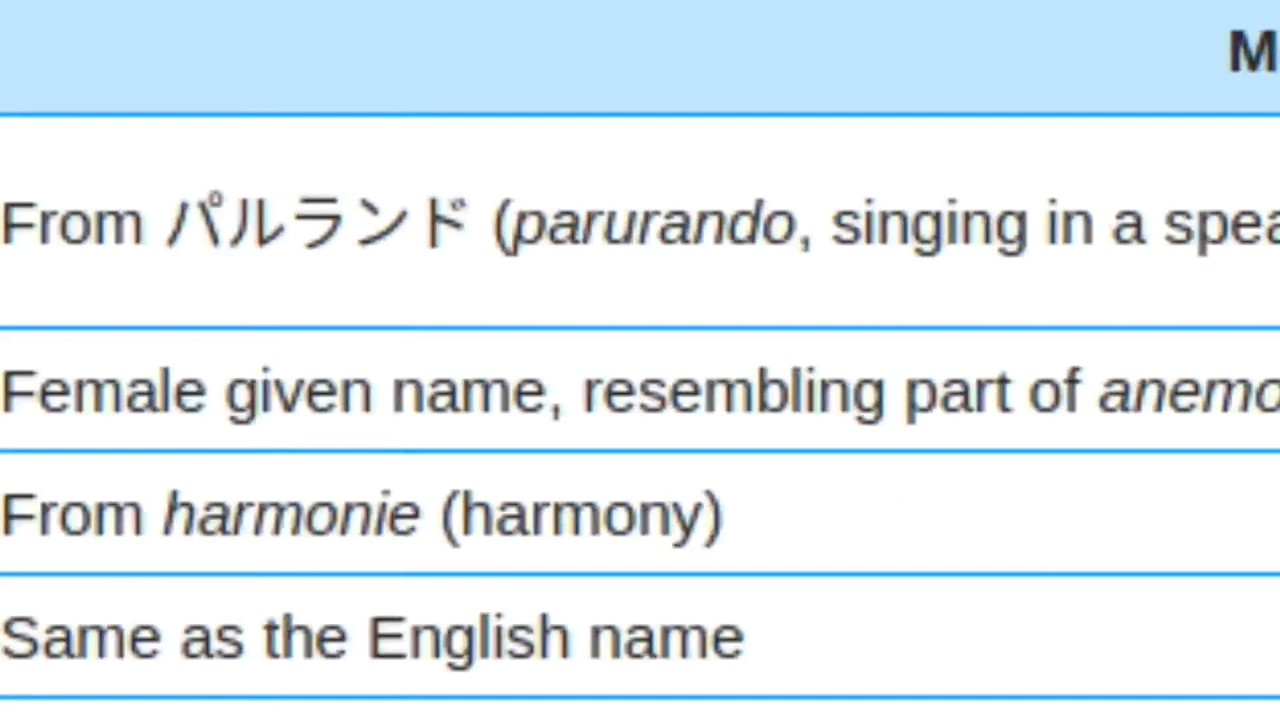 M
From パルランド (parurando, singing in a spea
Female given name, resembling part of anemo
From harmonie (harmony)
Same as the English name